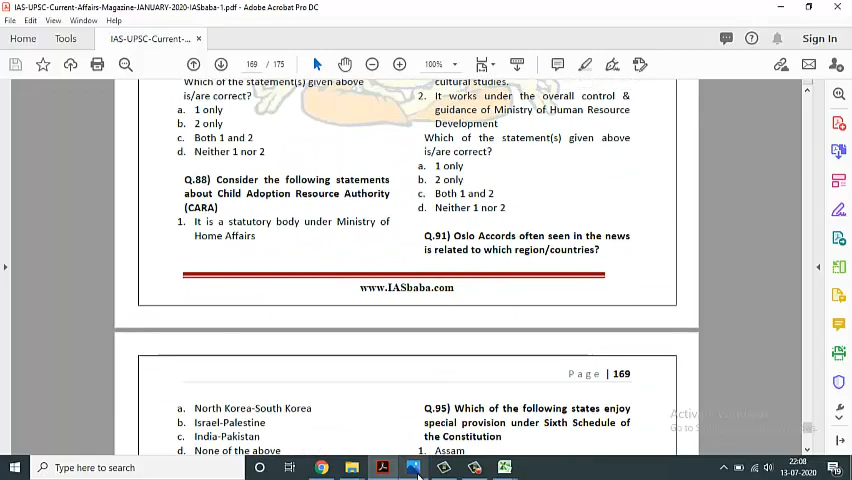 IAS-UPSC-Current-Affairs-Magazine-JANUARY-2020-IASbaba-1.pdf - Adobe Acrobat Pro DC
File Edit View Window Help
Home Tools IAS-UPSC-Current-... × Sign In
169 / 175 100%
Which of the statement(s) given above
is/are correct?
a. 1 only
b. 2 only
c. Both 1 and 2
d. Neither 1 nor 2
Q.88) Consider the following statements
about Child Adoption Resource Authority
(CARA)
1. It is a statutory body under Ministry of
Home Affairs
cultural studies.
2. It works under the overall control &
guidance of Ministry of Human Resource
Development
Which of the statement(s) given above
is/are correct?
a. 1 only
b. 2 only
c. Both 1 and 2
d. Neither 1 nor 2
Q.91) Oslo Accords often seen in the news
is related to which region/countries?
www.IASbaba.com
Page | 169
a. North Korea-South Korea
b. Israel-Palestine
c. India-Pakistan
d. None of the above
Q.95) Which of the following states enjoy
special provision under Sixth Schedule of
the Constitution
1. Assam
Type here to search
22:08
13-07-2020
19